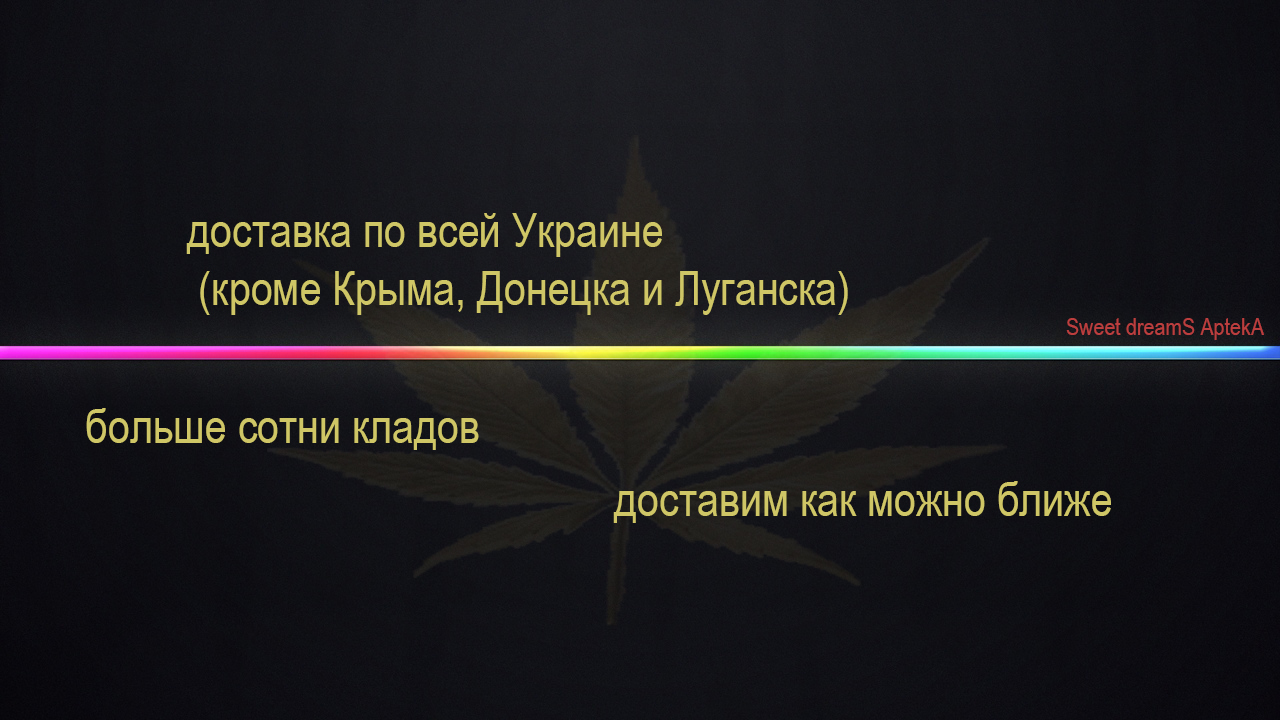 доставка по всей Украине
(кроме Крыма, Донецка и Луганска)
Sweet dreamS AptekA
больше сотни кладов
доставим как можно ближе